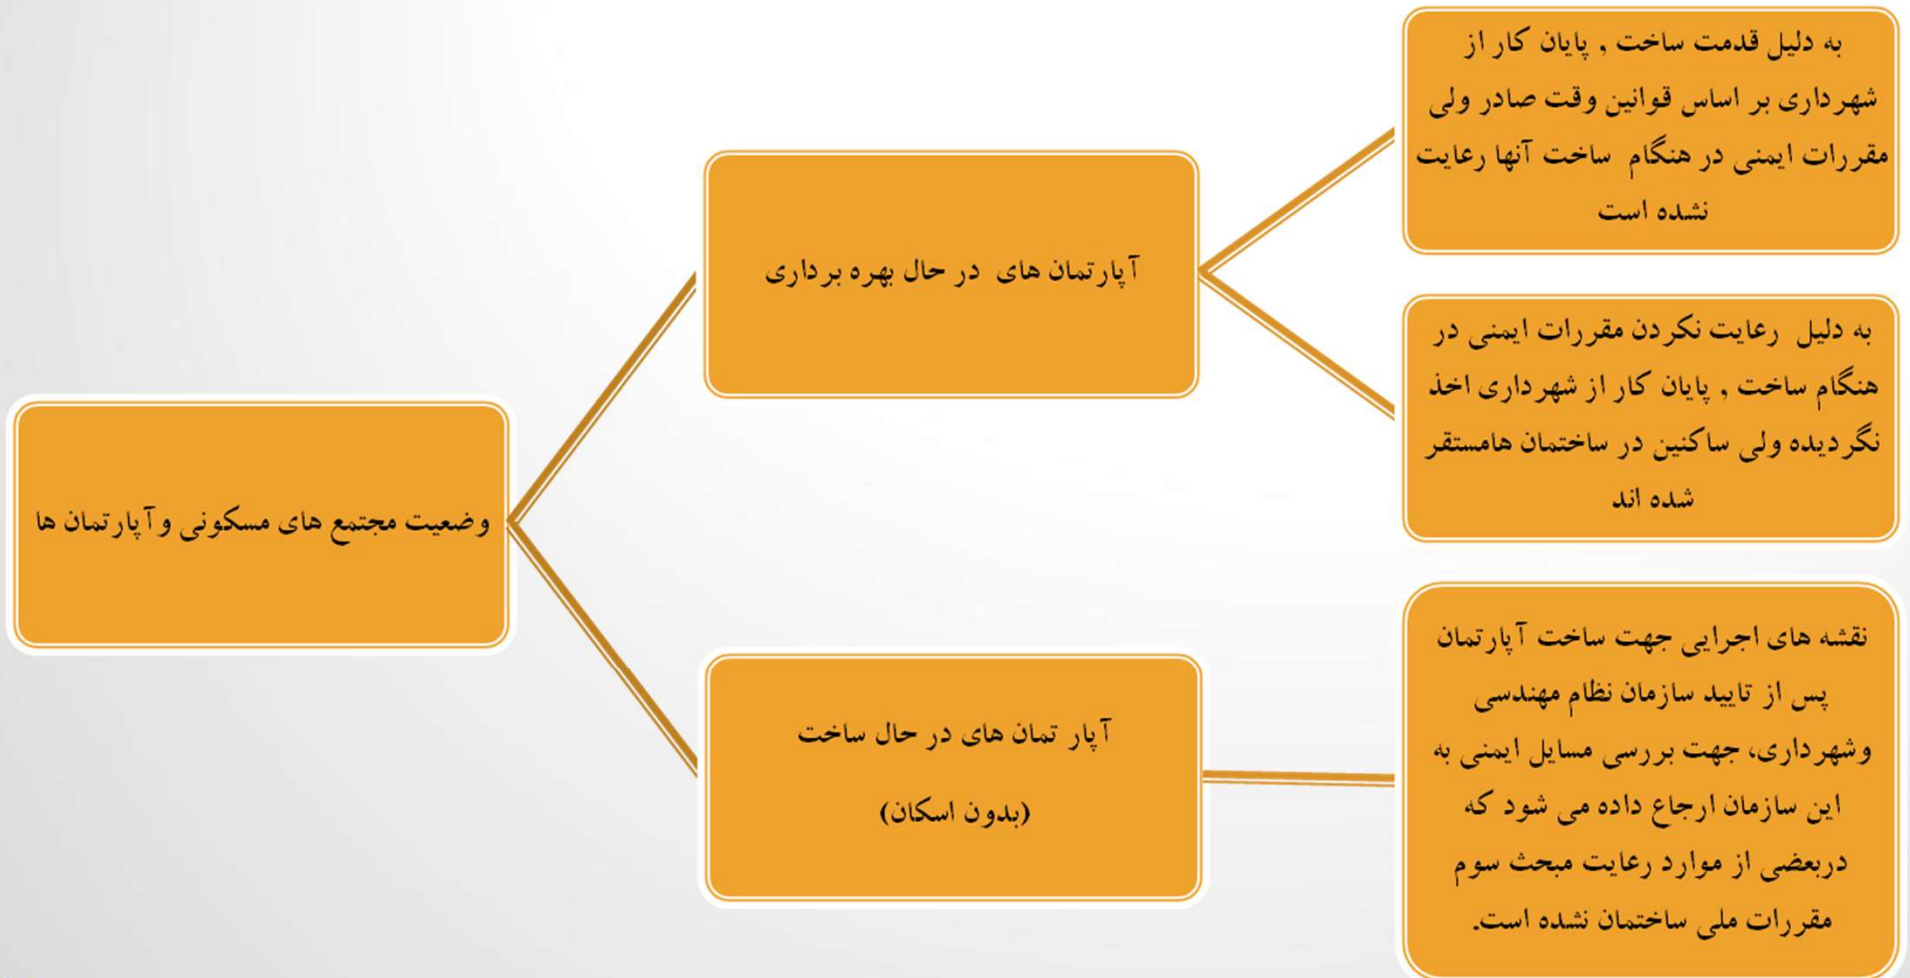 وضعیت مجتمع های مسکونی وآپارتمان ها
آپارتمان های در حال بهره برداری
به دلیل قدمت ساخت , پایان کار از
شهرداری بر اساس قوانین وقت صادر ولی
مقررات ایمنی در هنگام ساخت آنها رعایت
نشده است
به دلیل رعایت نکردن مقررات ایمنی در
هنگام ساخت , پایان کار از شهرداری اخذ
نگردیده ولی ساکنین در ساختمان هامستقر
شده اند
آپار تمان های در حال ساخت
(بدون اسکان)
نقشه های اجرایی جهت ساخت آپارتمان
پس از تایید سازمان نظام مهندسی
وشهرداری، جهت بررسی مسایل ایمنی به
این سازمان ارجاع داده می شود که
دربعضی از موارد رعایت مبحث سوم
مقررات ملی ساختمان نشده است.